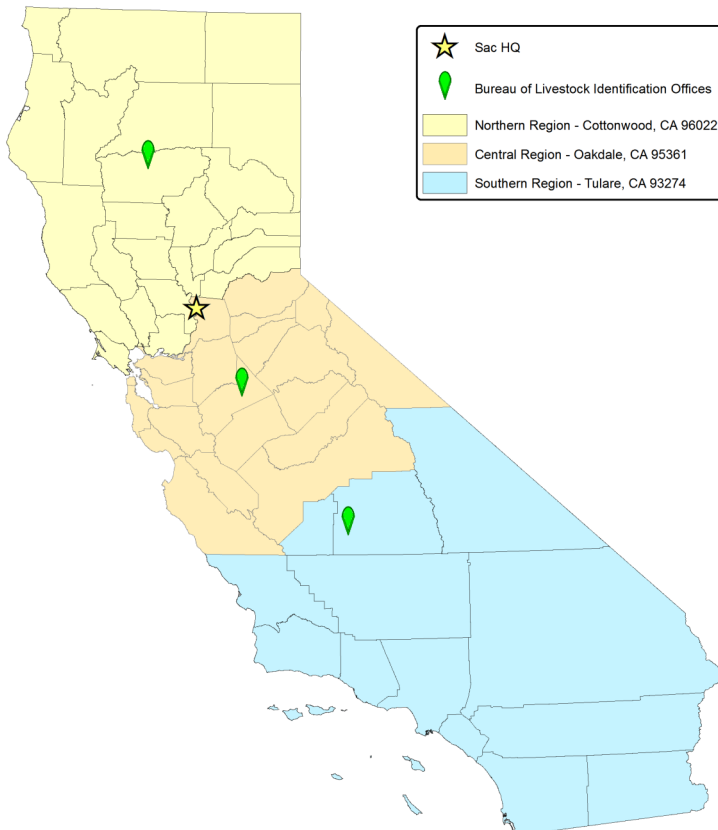 Sac HQ
Bureau of Livestock Identification Offices
Northern Region - Cottonwood, CA 96022
Central Region - Oakdale, CA 95361
Southern Region - Tulare, CA 93274